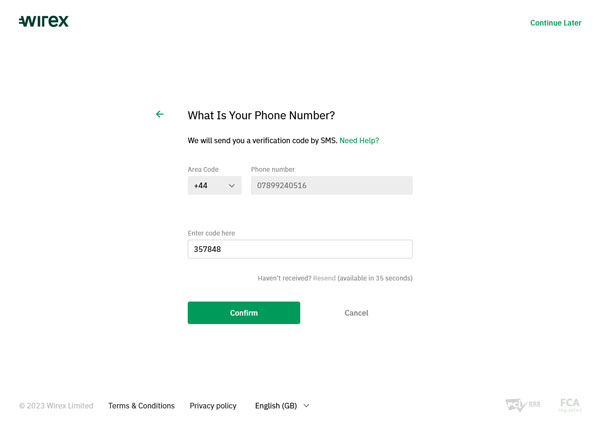 wirex
Continue Later
What Is Your Phone Number?
We will send you a verification code by SMS. Need Help?
Area Code
Phone number
+44
07899240516
Enter code here
357848
Haven't received? Resend (available in 35 seconds)
Confirm
Cancel
© 2023 Wirex Limited
Terms & Conditions
Privacy policy
English (GB)
PCI
FCA